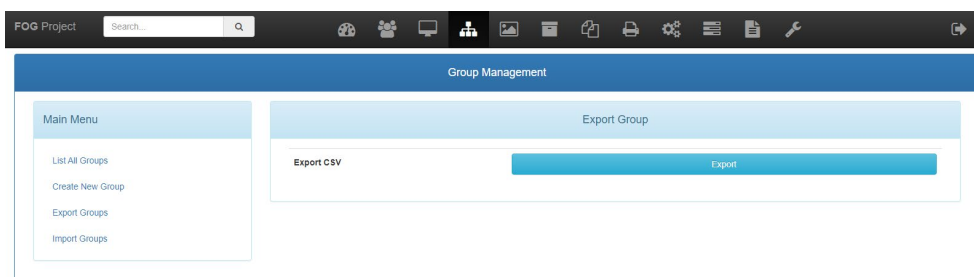 FOG Project Search...
Group Management
Main Menu
List All Groups
Create New Group
Export Groups
Import Groups
Export Group
Export CSV Export